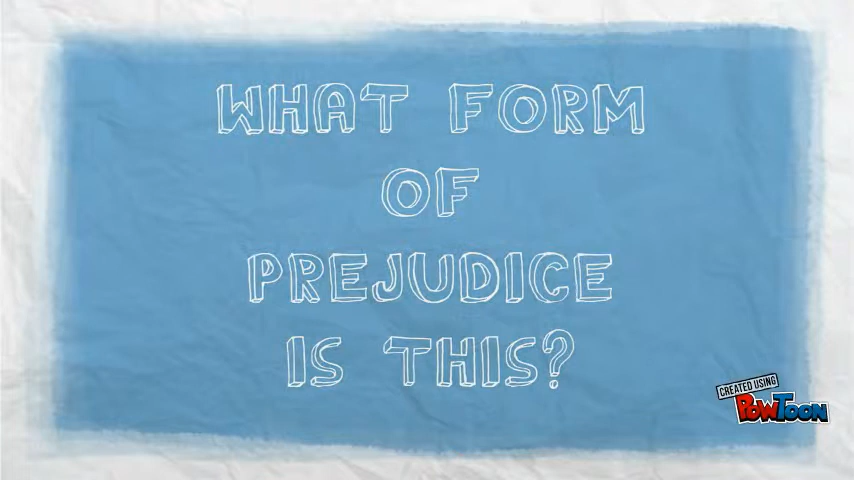 WHAT FORM
OF
PREJUDICE
IS THIS?
CREATED USING
POWTOON